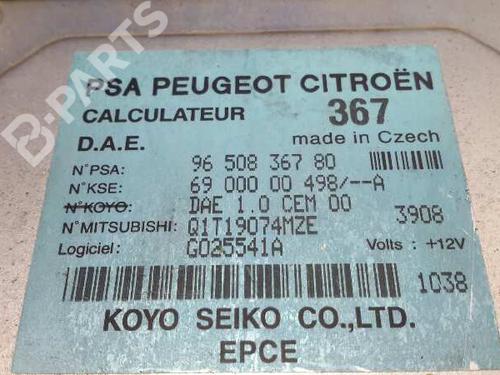 PSA PEUGEOT CITROËN
CALCULATEUR 367
D.A.E. made in Czech
N°PSA: 96 508 367 80
N°KSE: 69 000 00 498/--A
N°KOYO: DAE 1.0 CEM 00 3908
N°MITSUBISHI: Q1T19074MZE
Logiciel: G025541A Volts : +12V
1038
KOYO SEIKO CO.,LTD.
EPCE
B-PARTS
B-PARTS